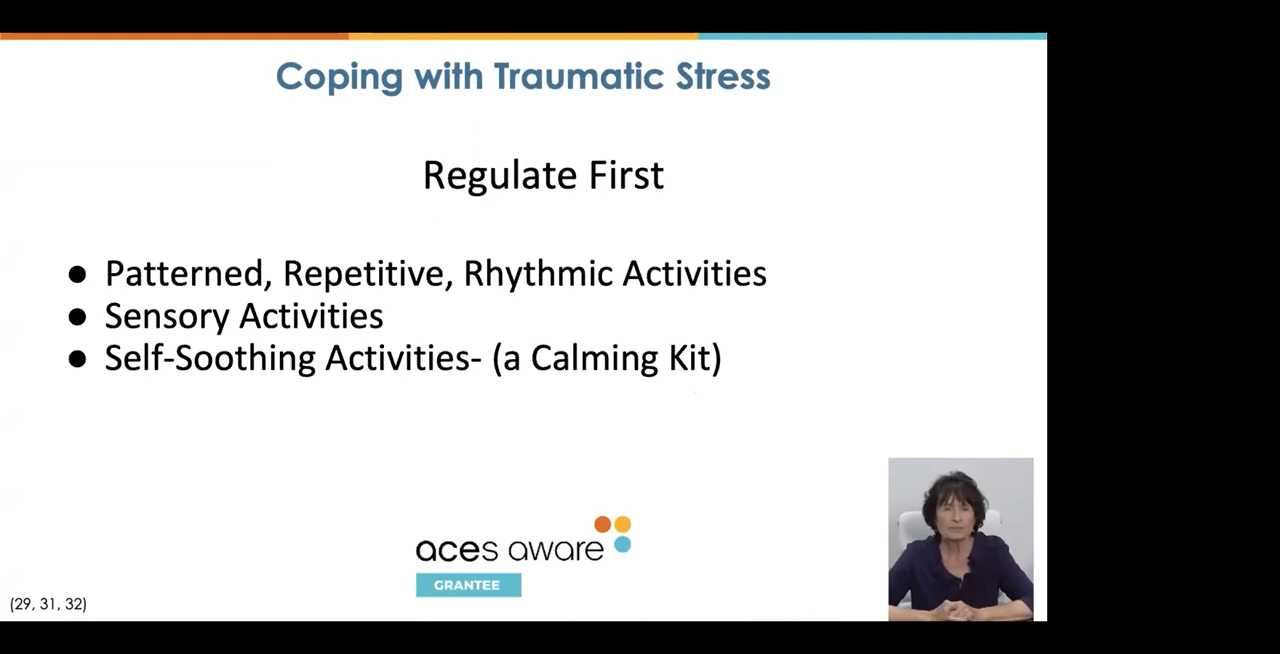 Coping with Traumatic Stress
Regulate First
● Patterned, Repetitive, Rhythmic Activities
● Sensory Activities
● Self-Soothing Activities- (a Calming Kit)
aces aware
GRANTEE
(29, 31, 32)